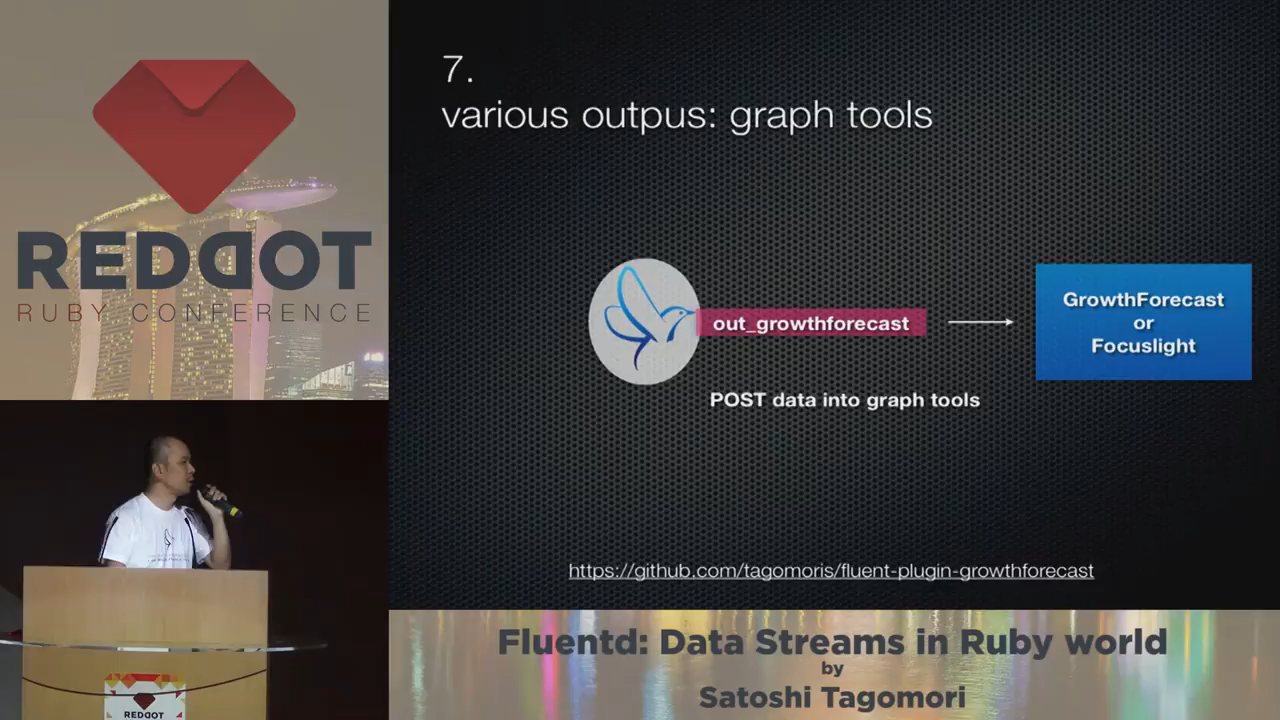 REDDOT
RUBY CONFERENCE
7.
various outpus: graph tools
out_growthforecast
GrowthForecast
or
Focuslight
POST data into graph tools
https://github.com/tagomoris/fluent-plugin-growthforecast
Fluentd: Data Streams in Ruby world
by
Satoshi Tagomori
REDDOT